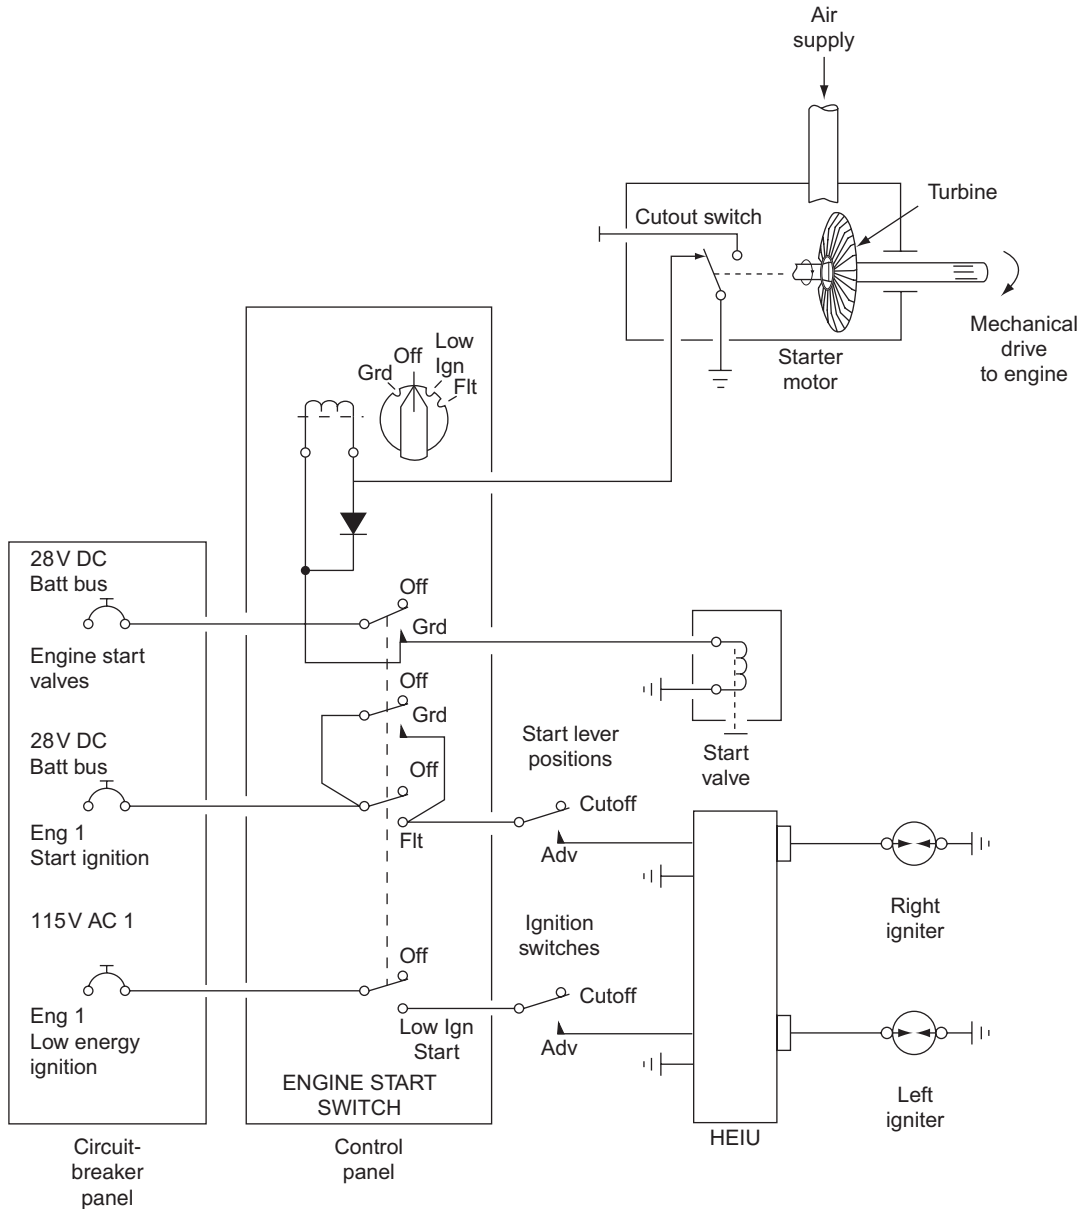 Air
supply
Turbine
Cutout switch
Mechanical
drive
to engine
Starter
motor
Low
Off
Ign
Grd
Flt
28V DC
Batt bus
Off
Grd
Engine start
valves
Off
Grd
Start lever
positions
Start
valve
28V DC
Batt bus
Off
Cutoff
Eng 1
Start ignition
Flt
Adv
Right
igniter
115V AC 1
Ignition
switches
Off
Cutoff
Eng 1
Low energy
ignition
Low Ign
Start
Adv
ENGINE START
SWITCH
Left
igniter
HEIU
Circuit-
breaker
panel
Control
panel